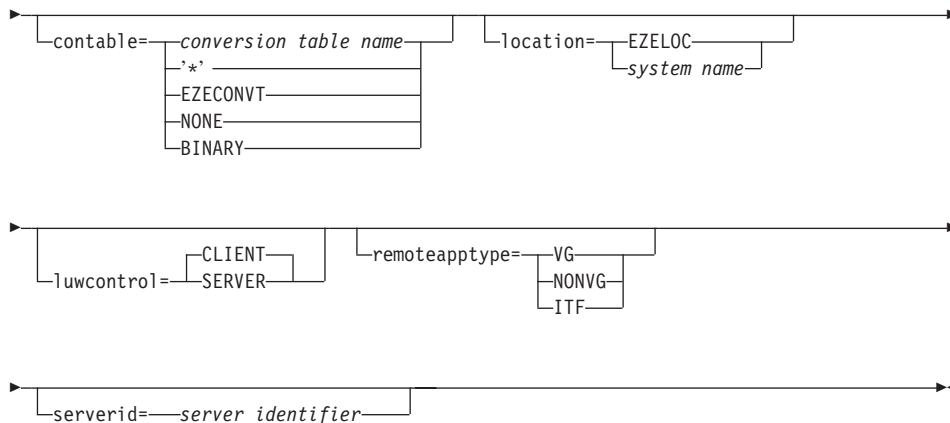 contable= conversion table name location= EZELOC
'*' system name
EZECONVT
NONE
BINARY
CLIENT remoteapptype= VG
luwcontrol= SERVER NONVG
ITF
serverid= server identifier